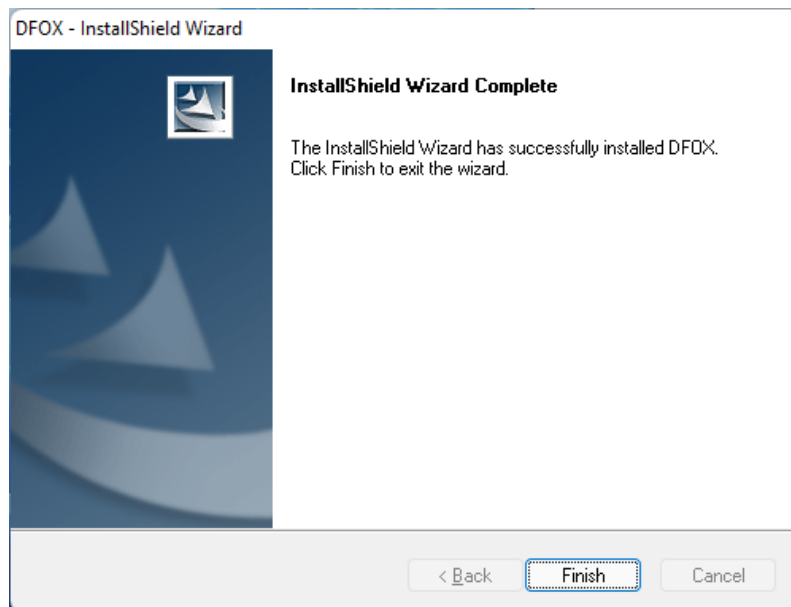 DFOX - InstallShield Wizard
InstallShield Wizard Complete
The InstallShield Wizard has successfully installed DFOX.
Click Finish to exit the wizard.
< Back
Finish
Cancel